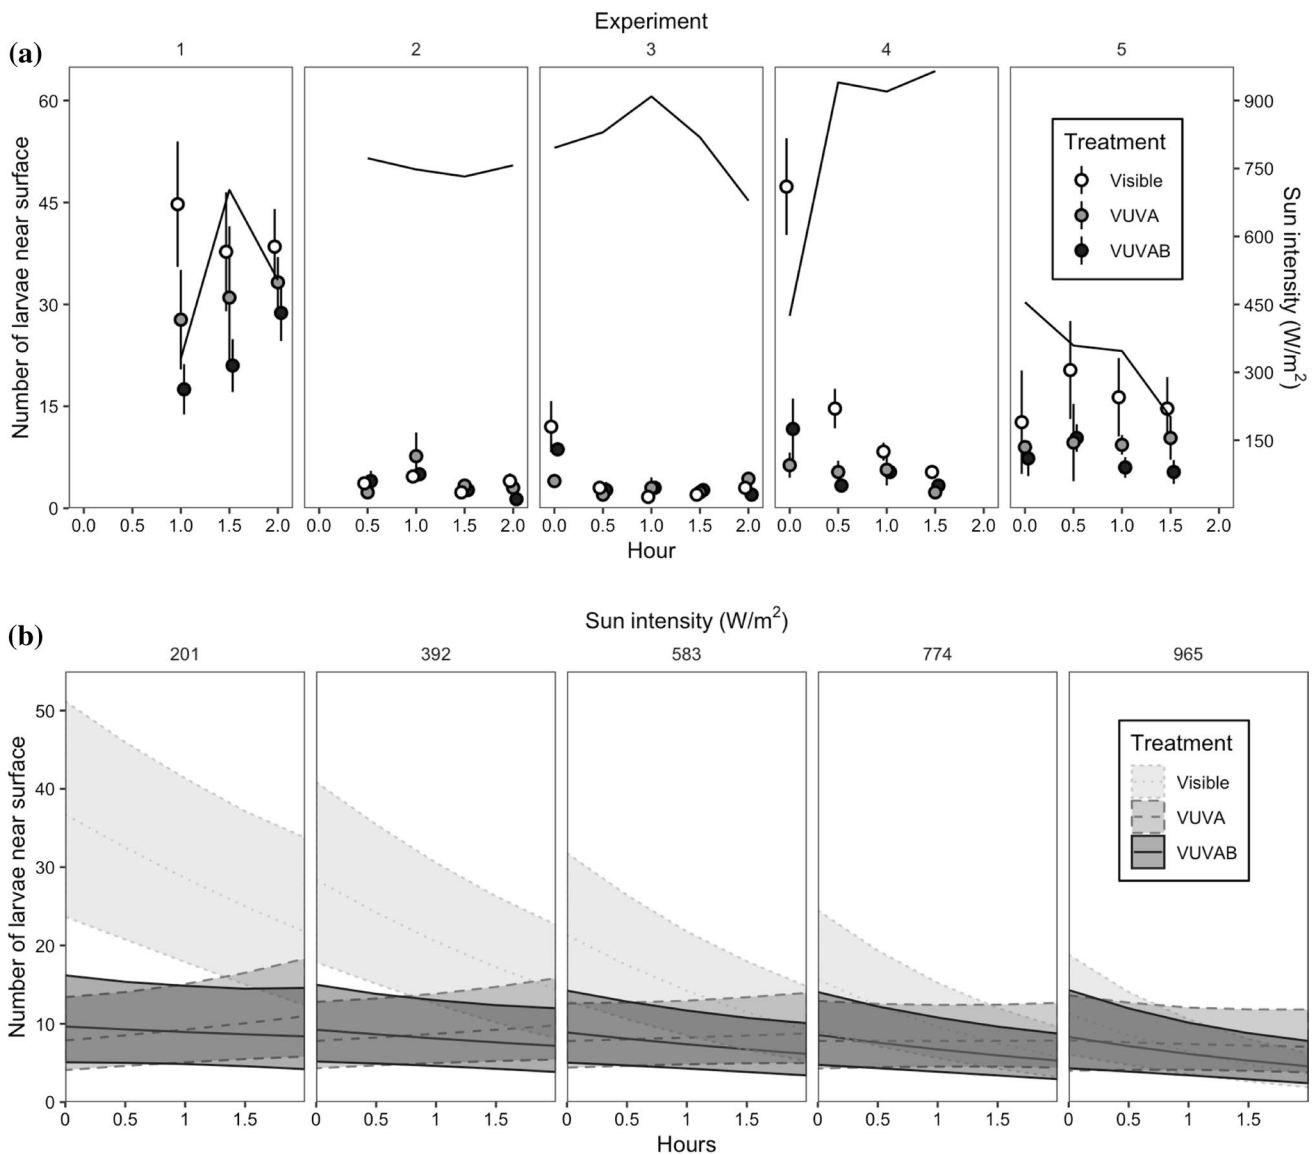 (a)
Experiment
1 2 3 4 5
Number of larvae near surface
60
45
30
15
0
Treatment
Visible
VUVA
VUVAB
900
750
600
450
300
150
Sun intensity (W/m²)
0.0 0.5 1.0 1.5 2.0 0.0 0.5 1.0 1.5 2.0 0.0 0.5 1.0 1.5 2.0 0.0 0.5 1.0 1.5 2.0 0.0 0.5 1.0 1.5 2.0
Hour
(b)
Sun intensity (W/m²)
201 392 583 774 965
Number of larvae near surface
50
40
30
20
10
0
Treatment
Visible
VUVA
VUVAB
0 0.5 1 1.5 0 0.5 1 1.5 0 0.5 1 1.5 0 0.5 1 1.5 0 0.5 1 1.5
Hours